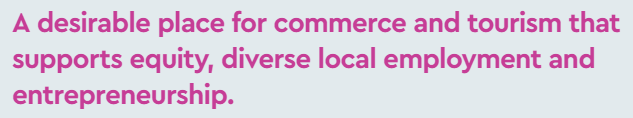 A desirable place for commerce and tourism that
supports equity, diverse local employment and
entrepreneurship.